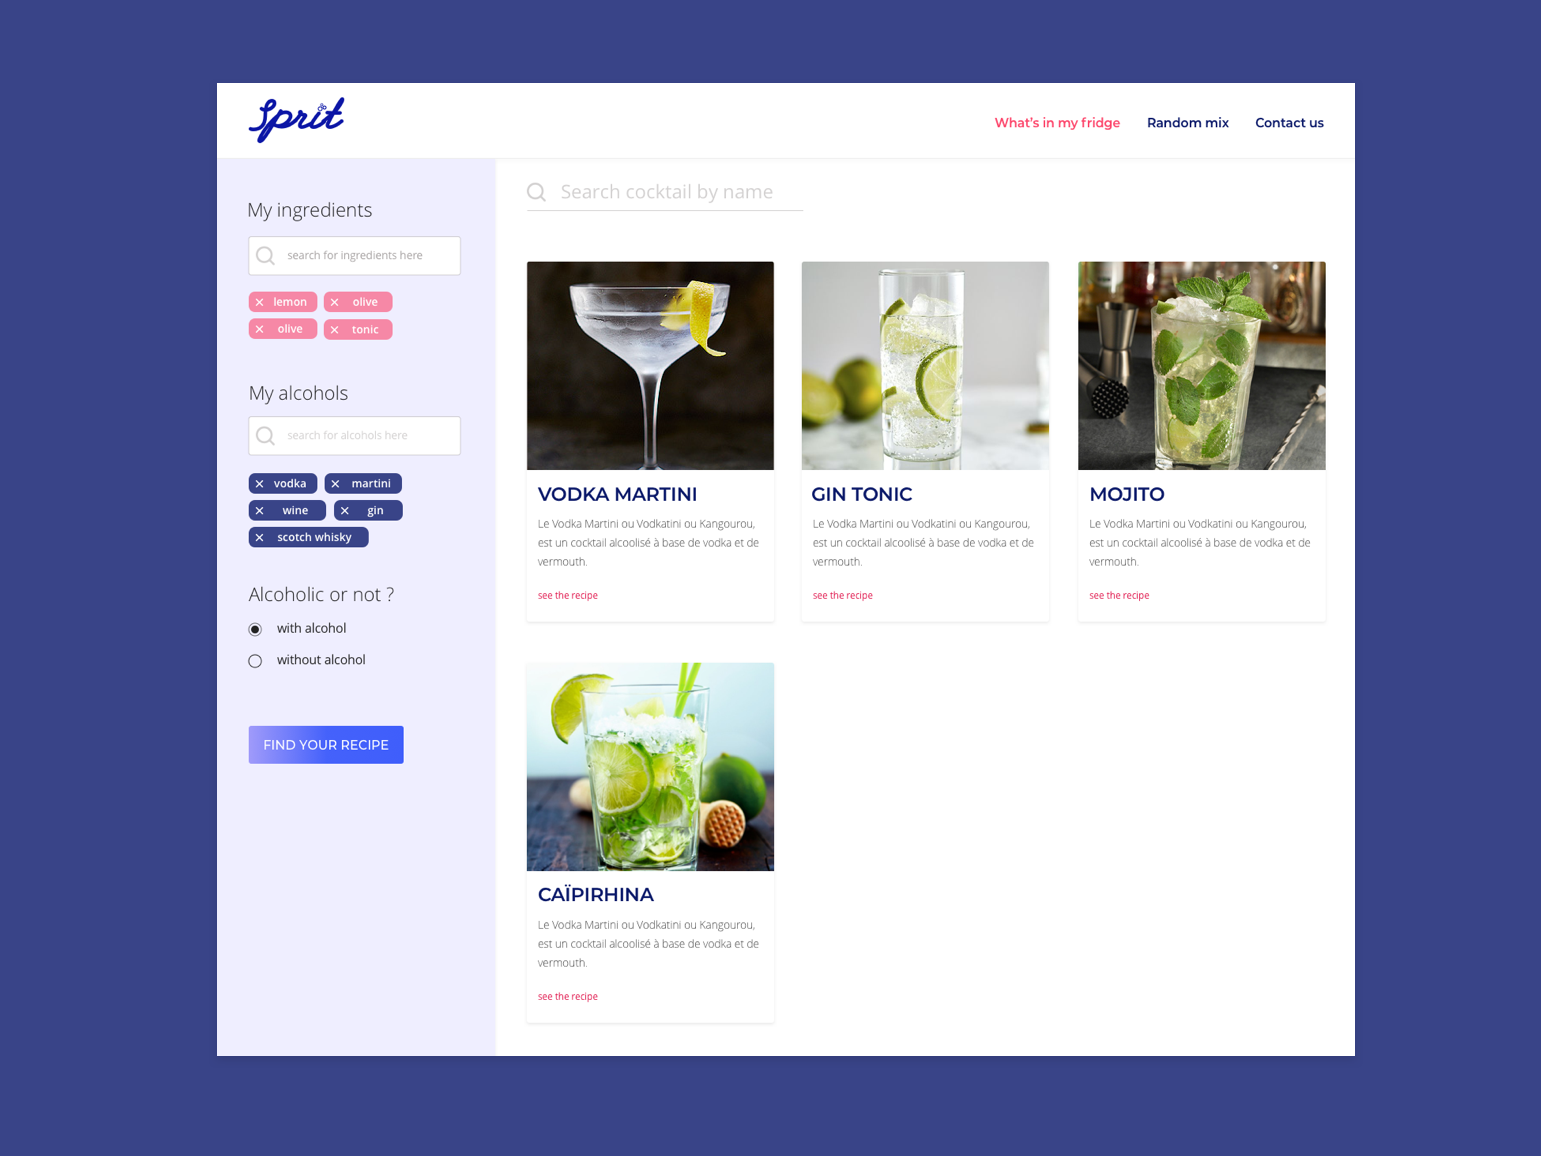 Sprit
What's in my fridge
Random mix
Contact us
My ingredients
search for ingredients here
lemon
olive
olive
tonic
My alcohols
search for alcohols here
vodka
martini
wine
gin
scotch whisky
Alcoholic or not ?
with alcohol
without alcohol
FIND YOUR RECIPE
Search cocktail by name
VODKA MARTINI
Le Vodka Martini ou Vodkatini ou Kangourou,
est un cocktail alcoolisé à base de vodka et de
vermouth.
see the recipe
GIN TONIC
Le Vodka Martini ou Vodkatini ou Kangourou,
est un cocktail alcoolisé à base de vodka et de
vermouth.
see the recipe
MOJITO
Le Vodka Martini ou Vodkatini ou Kangourou,
est un cocktail alcoolisé à base de vodka et de
vermouth.
see the recipe
CAÏPIRHINA
Le Vodka Martini ou Vodkatini ou Kangourou,
est un cocktail alcoolisé à base de vodka et de
vermouth.
see the recipe